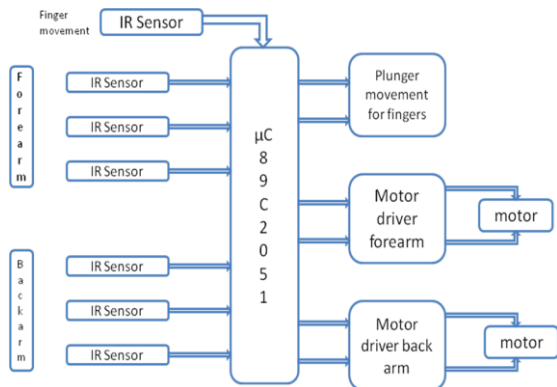 Finger
movement
IR Sensor
F
o
r
e
a
r
m
IR Sensor
IR Sensor
IR Sensor
B
a
c
k
a
r
m
IR Sensor
IR Sensor
IR Sensor
µC
8
9
C
2
0
5
1
Plunger
movement
for fingers
Motor
driver
forearm
motor
Motor
driver back
arm
motor